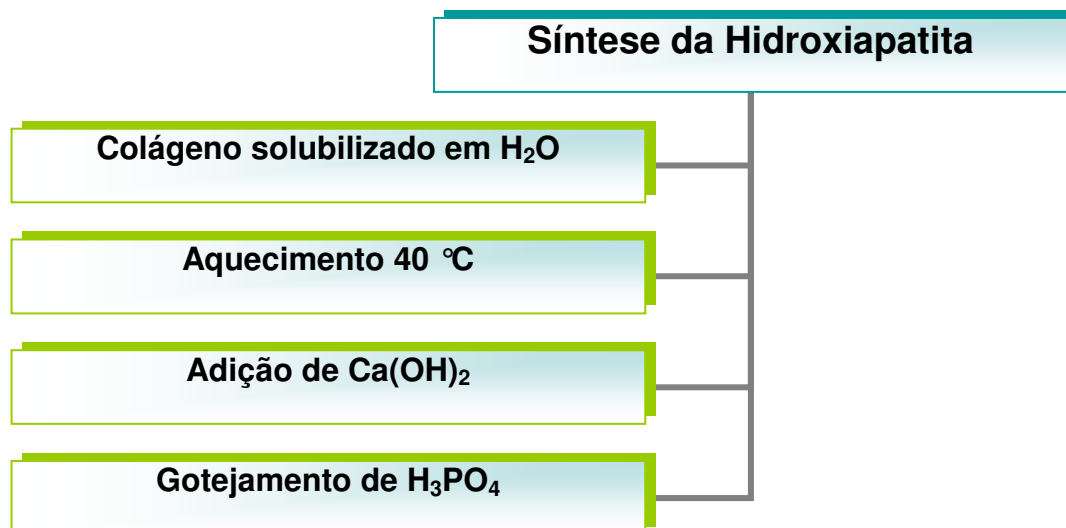 Síntese da Hidroxiapatita
Colágeno solubilizado em H₂O
Aquecimento 40 °C
Adição de Ca(OH)₂
Gotejamento de H₃PO₄